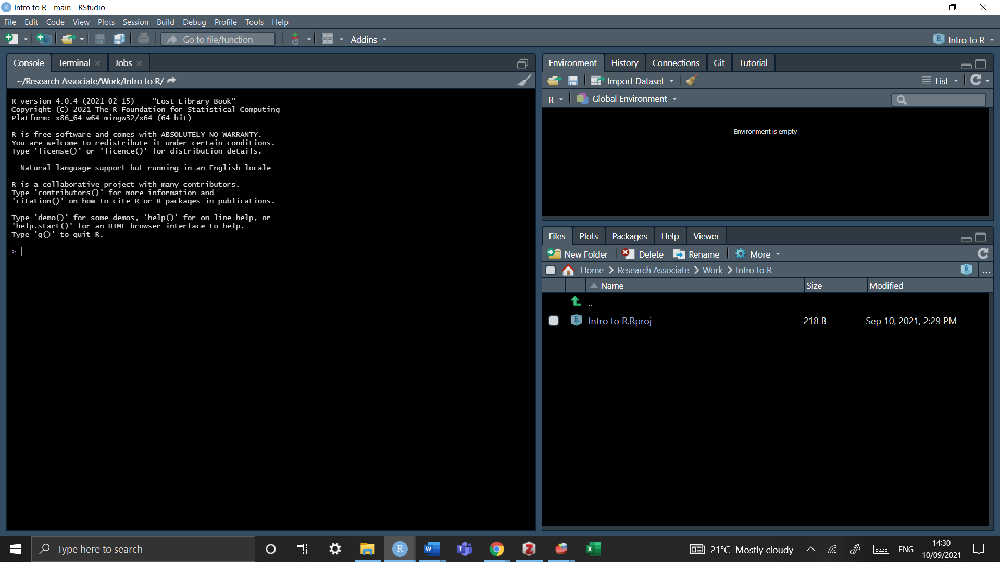 Intro to R - main - RStudio
File Edit Code View Plots Session Build Debug Profile Tools Help
Go to file/function Addins Intro to R
Console Terminal Jobs
~/Research Associate/Work/Intro to R/
R version 4.0.4 (2021-02-15) -- "Lost Library Book"
Copyright (C) 2021 The R Foundation for Statistical Computing
Platform: x86_64-w64-mingw32/x64 (64-bit)
R is free software and comes with ABSOLUTELY NO WARRANTY.
You are welcome to redistribute it under certain conditions.
Type 'license()' or 'licence()' for distribution details.
Natural language support but running in an English locale
R is a collaborative project with many contributors.
Type 'contributors()' for more information and
'citation()' on how to cite R or R packages in publications.
Type 'demo()' for some demos, 'help()' for on-line help, or
'help.start()' for an HTML browser interface to help.
Type 'q()' to quit R.
>
Environment History Connections Git Tutorial
Import Dataset List
R Global Environment
Environment is empty
Files Plots Packages Help Viewer
New Folder Delete Rename More
Home Research Associate Work Intro to R ...
Name Size Modified
..
Intro to R.Rproj 218 B Sep 10, 2021, 2:29 PM
Type here to search
21°C Mostly cloudy ENG 14:30
10/09/2021